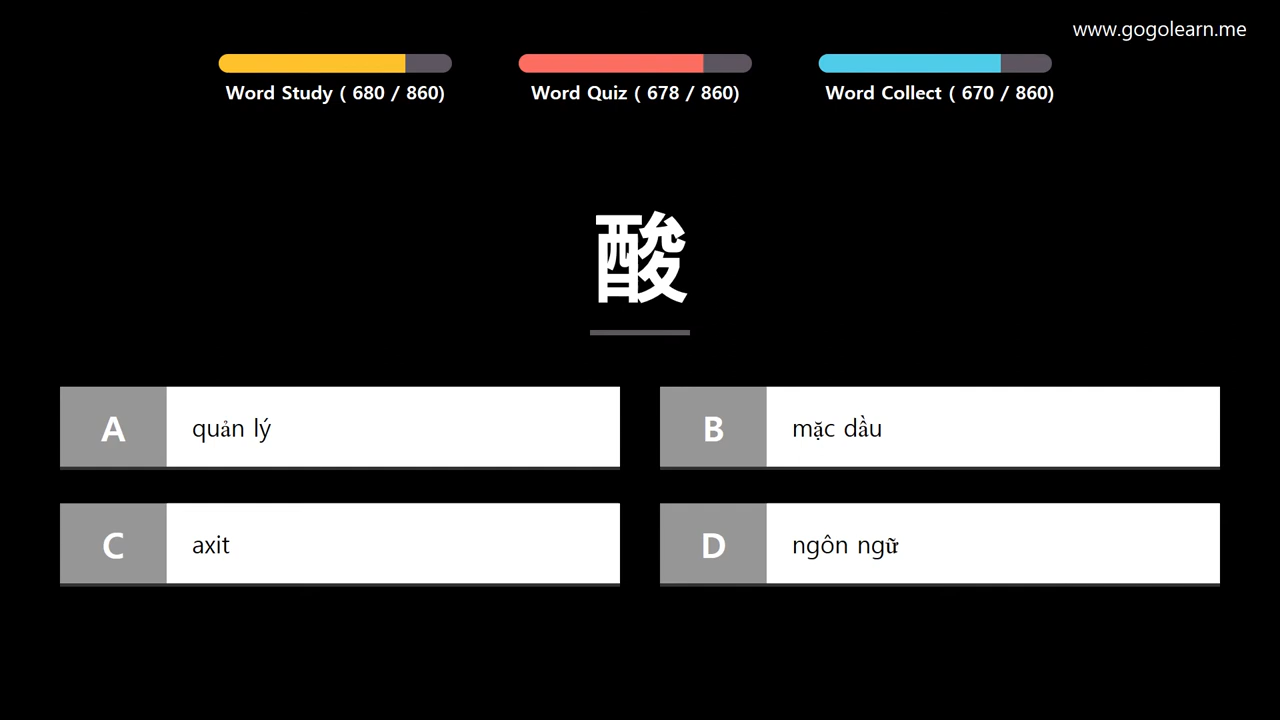 www.gogolearn.me
Word Study ( 680 / 860)
Word Quiz ( 678 / 860)
Word Collect ( 670 / 860)
酸
A quản lý
B mặc dầu
C axit
D ngôn ngữ